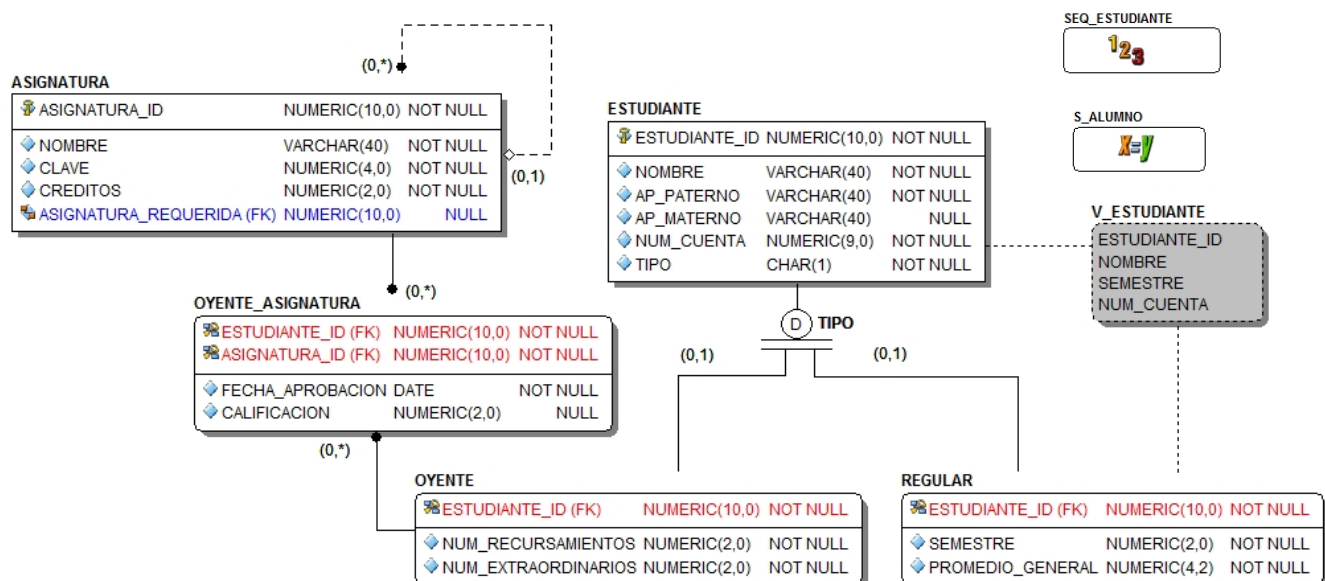 SEQ_ESTUDIANTE
123
S_ALUMNO
X=y
(0,*)
(0,1)
ASIGNATURA
ASIGNATURA_ID NUMERIC(10,0) NOT NULL
NOMBRE VARCHAR(40) NOT NULL
CLAVE NUMERIC(4,0) NOT NULL
CREDITOS NUMERIC(2,0) NOT NULL
ASIGNATURA_REQUERIDA (FK) NUMERIC(10,0) NULL
ESTUDIANTE
ESTUDIANTE_ID NUMERIC(10,0) NOT NULL
NOMBRE VARCHAR(40) NOT NULL
AP_PATERNO VARCHAR(40) NOT NULL
AP_MATERNO VARCHAR(40) NULL
NUM_CUENTA NUMERIC(9,0) NOT NULL
TIPO CHAR(1) NOT NULL
V_ESTUDIANTE
ESTUDIANTE_ID
NOMBRE
SEMESTRE
NUM_CUENTA
(0,*)
OYENTE_ASIGNATURA
ESTUDIANTE_ID (FK) NUMERIC(10,0) NOT NULL
ASIGNATURA_ID (FK) NUMERIC(10,0) NOT NULL
FECHA_APROBACION DATE NOT NULL
CALIFICACION NUMERIC(2,0) NULL
(0,*)
D TIPO
(0,1)
(0,1)
OYENTE
ESTUDIANTE_ID (FK) NUMERIC(10,0) NOT NULL
NUM_RECURSAMIENTOS NUMERIC(2,0) NOT NULL
NUM_EXTRAORDINARIOS NUMERIC(2,0) NOT NULL
REGULAR
ESTUDIANTE_ID (FK) NUMERIC(10,0) NOT NULL
SEMESTRE NUMERIC(2,0) NOT NULL
PROMEDIO_GENERAL NUMERIC(4,2) NOT NULL